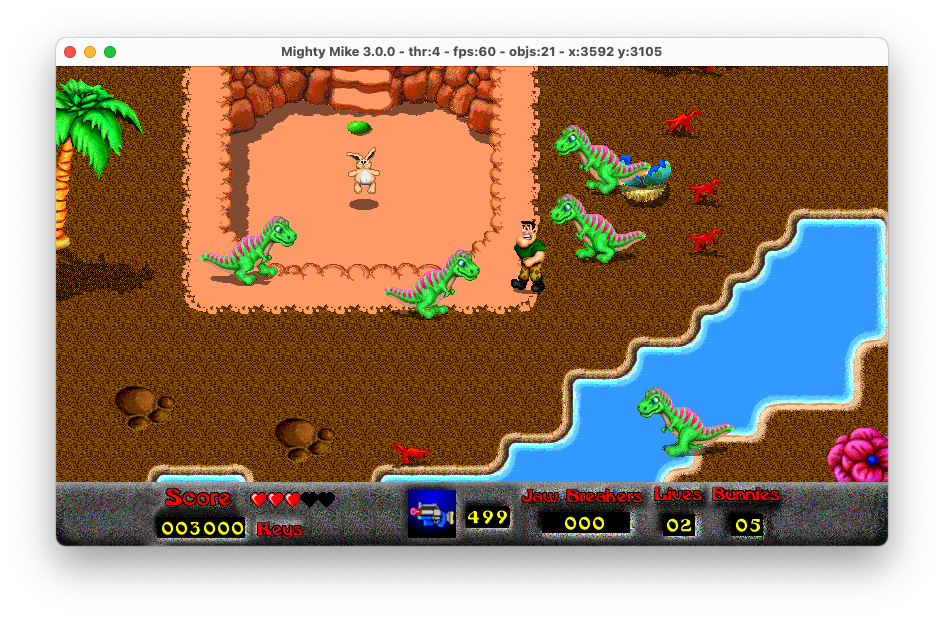 Mighty Mike 3.0.0 - thr:4 - fps:60 - objs:21 - x:3592 y:3105
Score
003000
Keys
499
Jaw Breakers
000
Lives
02
Bunnies
05